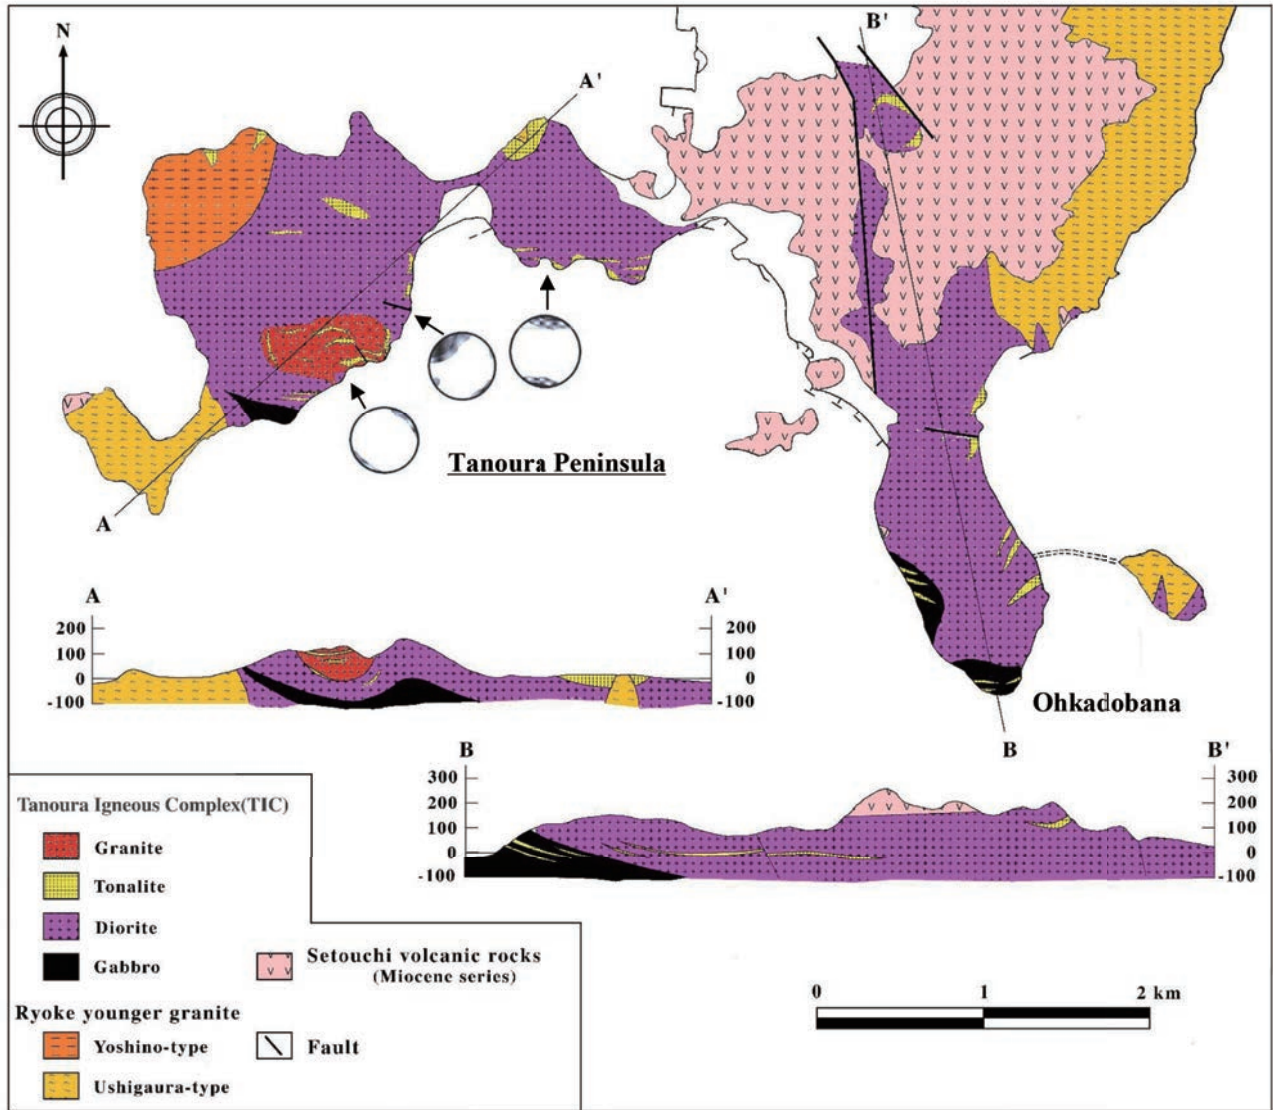 N
A'
B'
Tanoura Peninsula
A
Ohkadobana
B
A
A'
200
100
0
-100
200
100
0
-100
B
B'
300
200
100
0
-100
300
200
100
0
-100
Tanoura Igneous Complex(TIC)
Granite
Tonalite
Diorite
Gabbro
Setouchi volcanic rocks
(Miocene series)
Ryoke younger granite
Yoshino-type
Fault
Ushigaura-type
0 1 2 km